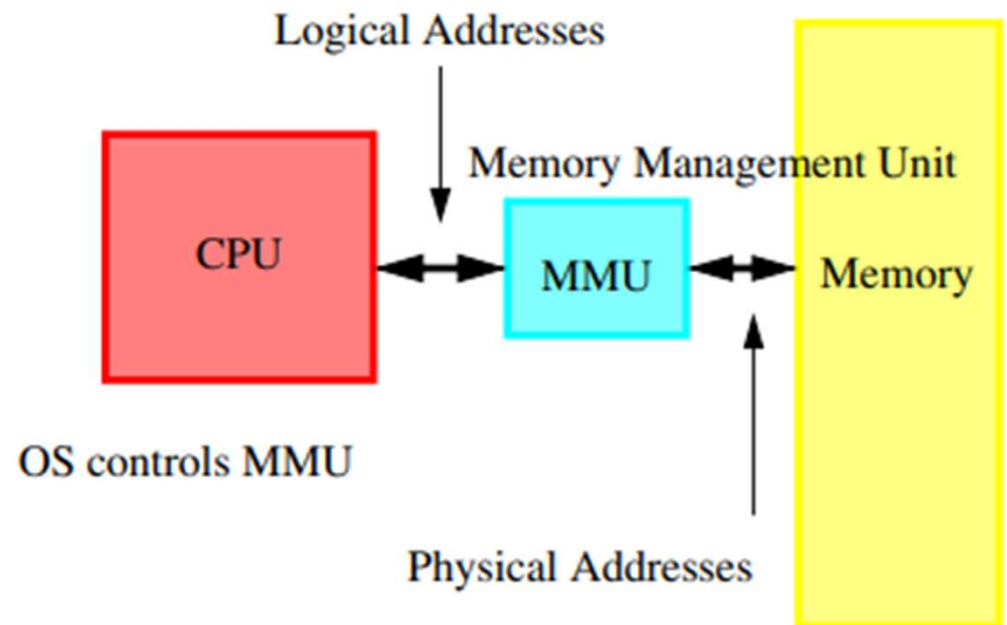 Logical Addresses
Memory Management Unit
CPU
MMU
Memory
OS controls MMU
Physical Addresses